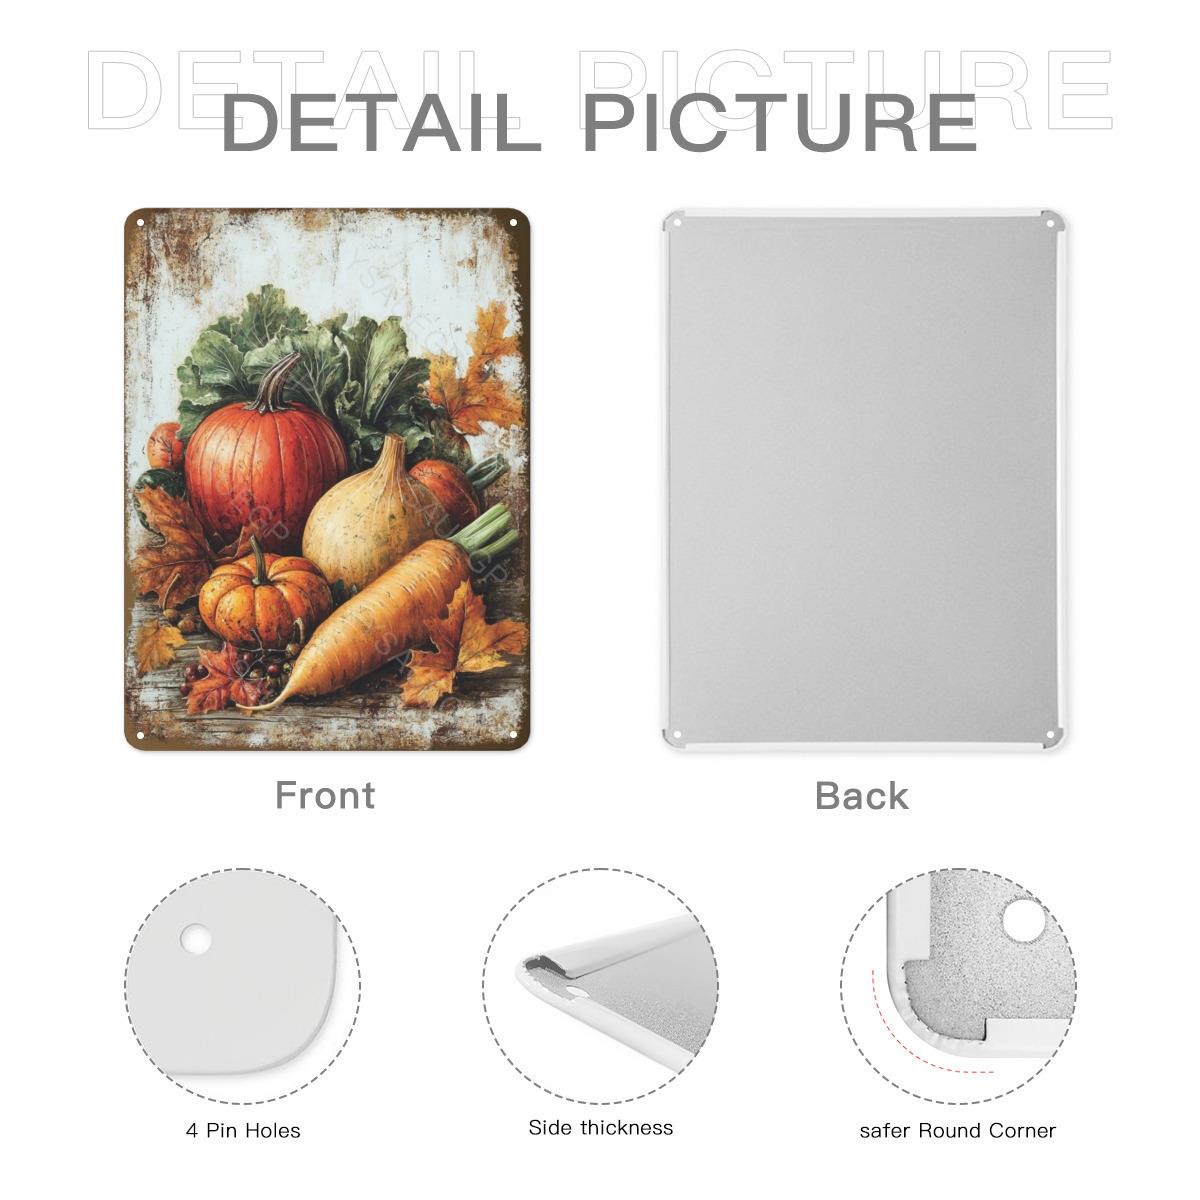 DETAIL PICTURE
DETAIL PICTURE
Front
Back
4 Pin Holes
Side thickness
safer Round Corner